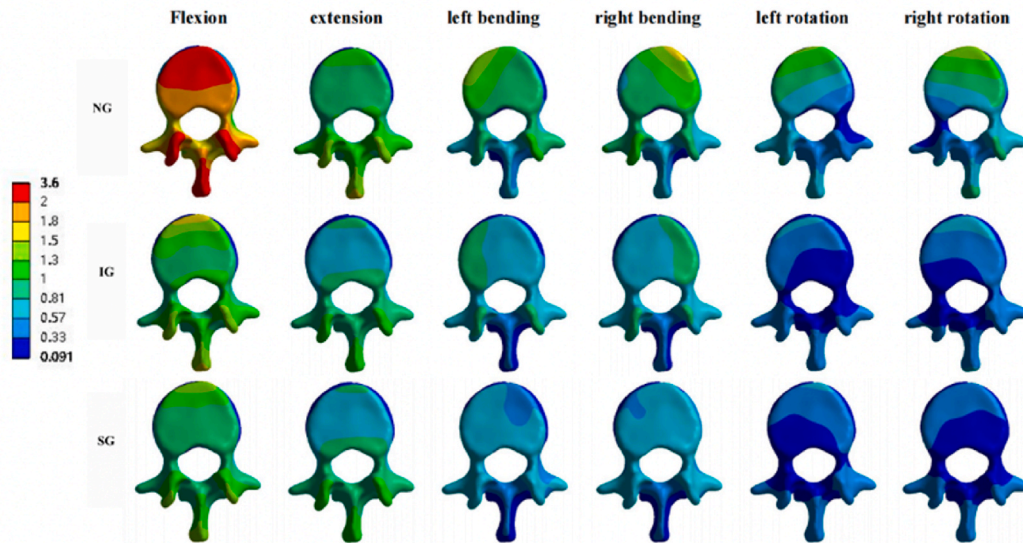 Flexion extension left bending right bending left rotation right rotation
NG
3.6
2
1.8
1.5
1.3
1
0.81
0.57
0.33
0.091
IG
SG